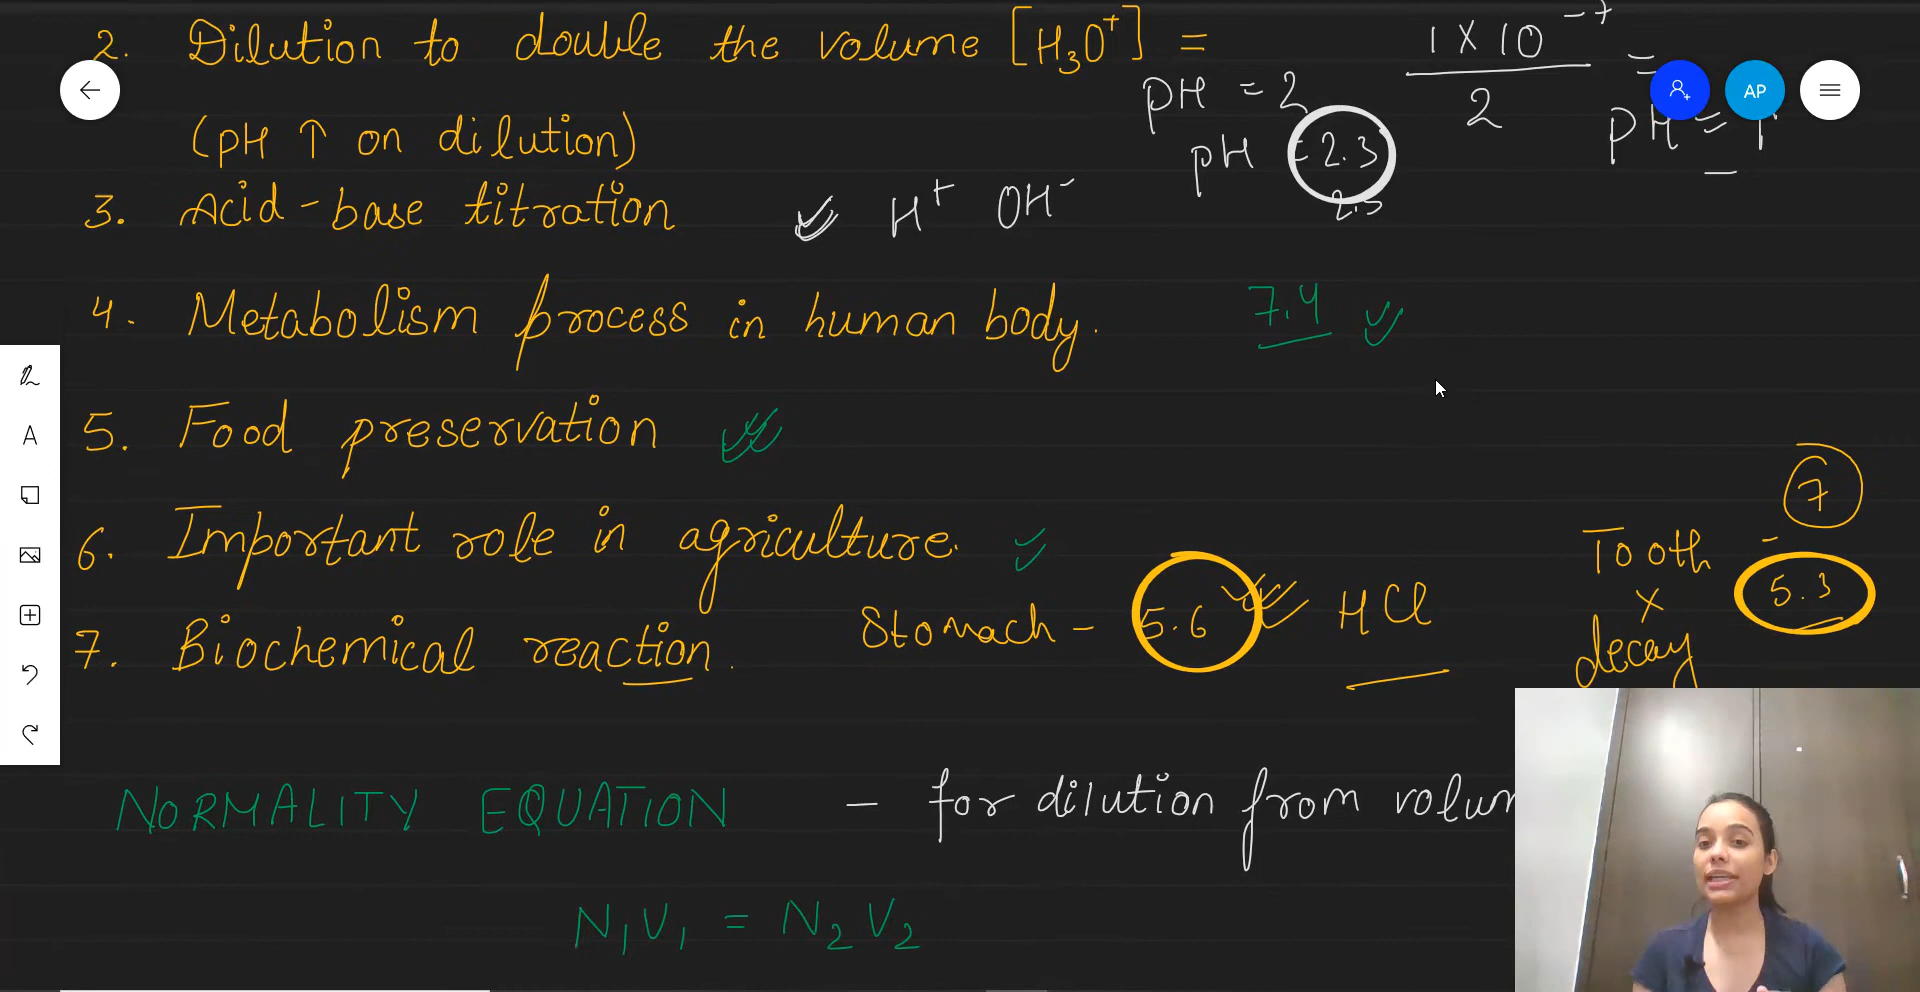 2. Dilution to double the volume [H₃O⁺] =
1 X 10⁻⁷ =
2
pH = 2
(pH ↑ on dilution)
pH = 2.3
2.3
pH =
AP
3. Acid-base titration H⁺ OH⁻
4. Metabolism process in human body. 7.4
A
5. Food preservation
7
6. Important role in agriculture.
Tooth - 5.3
x
decay
7. Biochemical reaction. Stomach - 5.6 HCl
NORMALITY EQUATION - for dilution from volum
N₁V₁ = N₂V₂